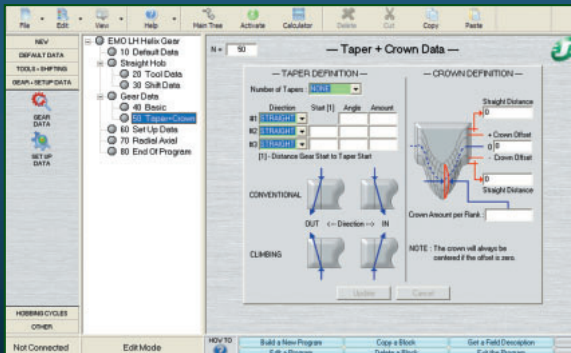 File
Edit
View
Help
Main Tree
Activate
Calculator
Delete
Cut
Copy
Paste
NEW
DEFAULT DATA
TOOLS + SHIFTING
GEAR + SETUP DATA
GEAR
DATA
SET UP
DATA
HOBBING CYCLES
OTHER
EMO LH Helix Gear
10 Default Data
Straight Hob
20 Tool Data
30 Shift Data
Gear Data
40 Basic
50 Taper+Crown
60 Set Up Data
70 Radial Axial
80 End Of Program
N = 50
— Taper + Crown Data —
— TAPER DEFINITION —
Number of Tapers : NONE
Direction Start [1] Angle Amount
#1 STRAIGHT
#2 STRAIGHT
#3 STRAIGHT
[1] - Distance Gear Start to Taper Start
CONVENTIONAL
OUT <-- Direction --> IN
CLIMBING
— CROWN DEFINITION —
Straight Distance
0
+ Crown Offset
0 0
- Crown Offset
0
Straight Distance
Crown Amount per Flank :
NOTE : The crown will always be
centered if the offset is zero.
Update Cancel
Not Connected
Edit Mode
HOW TO
Build a New Program Copy a Block Get a Field Description
Edit a Program Delete a Block Exit the Program